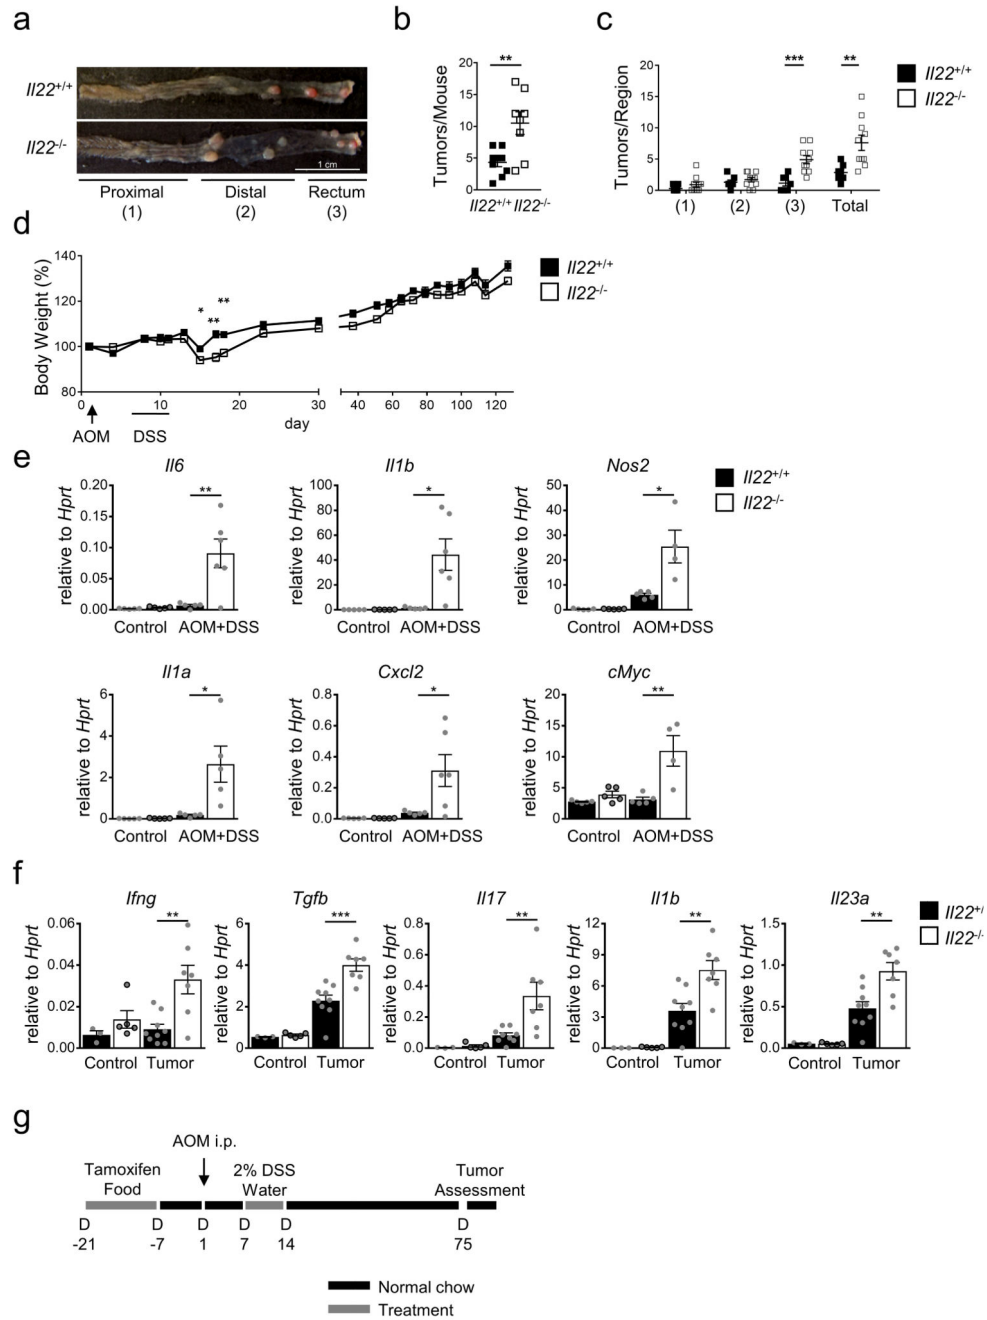 a
Il22+/+
Il22-/-
1 cm
Proximal Distal Rectum
(1) (2) (3)
b
**
Tumors/Mouse
20
15
10
5
0
Il22+/+ Il22-/-
c
*** **
Tumors/Region
20
15
10
5
0
(1) (2) (3) Total
Il22+/+
Il22-/-
d
Body Weight (%)
140
120
100
80
* ** **
0 10 20 30 40 60 80 100 120
day
AOM DSS
Il22+/+
Il22-/-
e
Il6
relative to Hprt
0.20
0.15
0.10
0.05
0.00
**
Control AOM+DSS
Il1b
relative to Hprt
100
80
60
40
20
0
*
Control AOM+DSS
Nos2
relative to Hprt
50
40
30
20
10
0
*
Control AOM+DSS
Il22+/+
Il22-/-
Il1a
relative to Hprt
6
4
2
0
*
Control AOM+DSS
Cxcl2
relative to Hprt
0.8
0.6
0.4
0.2
0.0
*
Control AOM+DSS
cMyc
relative to Hprt
20
15
10
5
0
**
Control AOM+DSS
f
Ifng
relative to Hprt
0.06
0.04
0.02
0.00
**
Control Tumor
Tgfb
relative to Hprt
6
4
2
0
***
Control Tumor
Il17
relative to Hprt
0.8
0.6
0.4
0.2
0.0
**
Control Tumor
Il1b
relative to Hprt
12
9
6
3
0
**
Control Tumor
Il23a
relative to Hprt
1.5
1.0
0.5
0.0
**
Control Tumor
Il22+/
Il22-/-
g
AOM i.p.
Tamoxifen
Food
2% DSS
Water
Tumor
Assessment
D D D D D D
-21 -7 1 7 14 75
Normal chow
Treatment